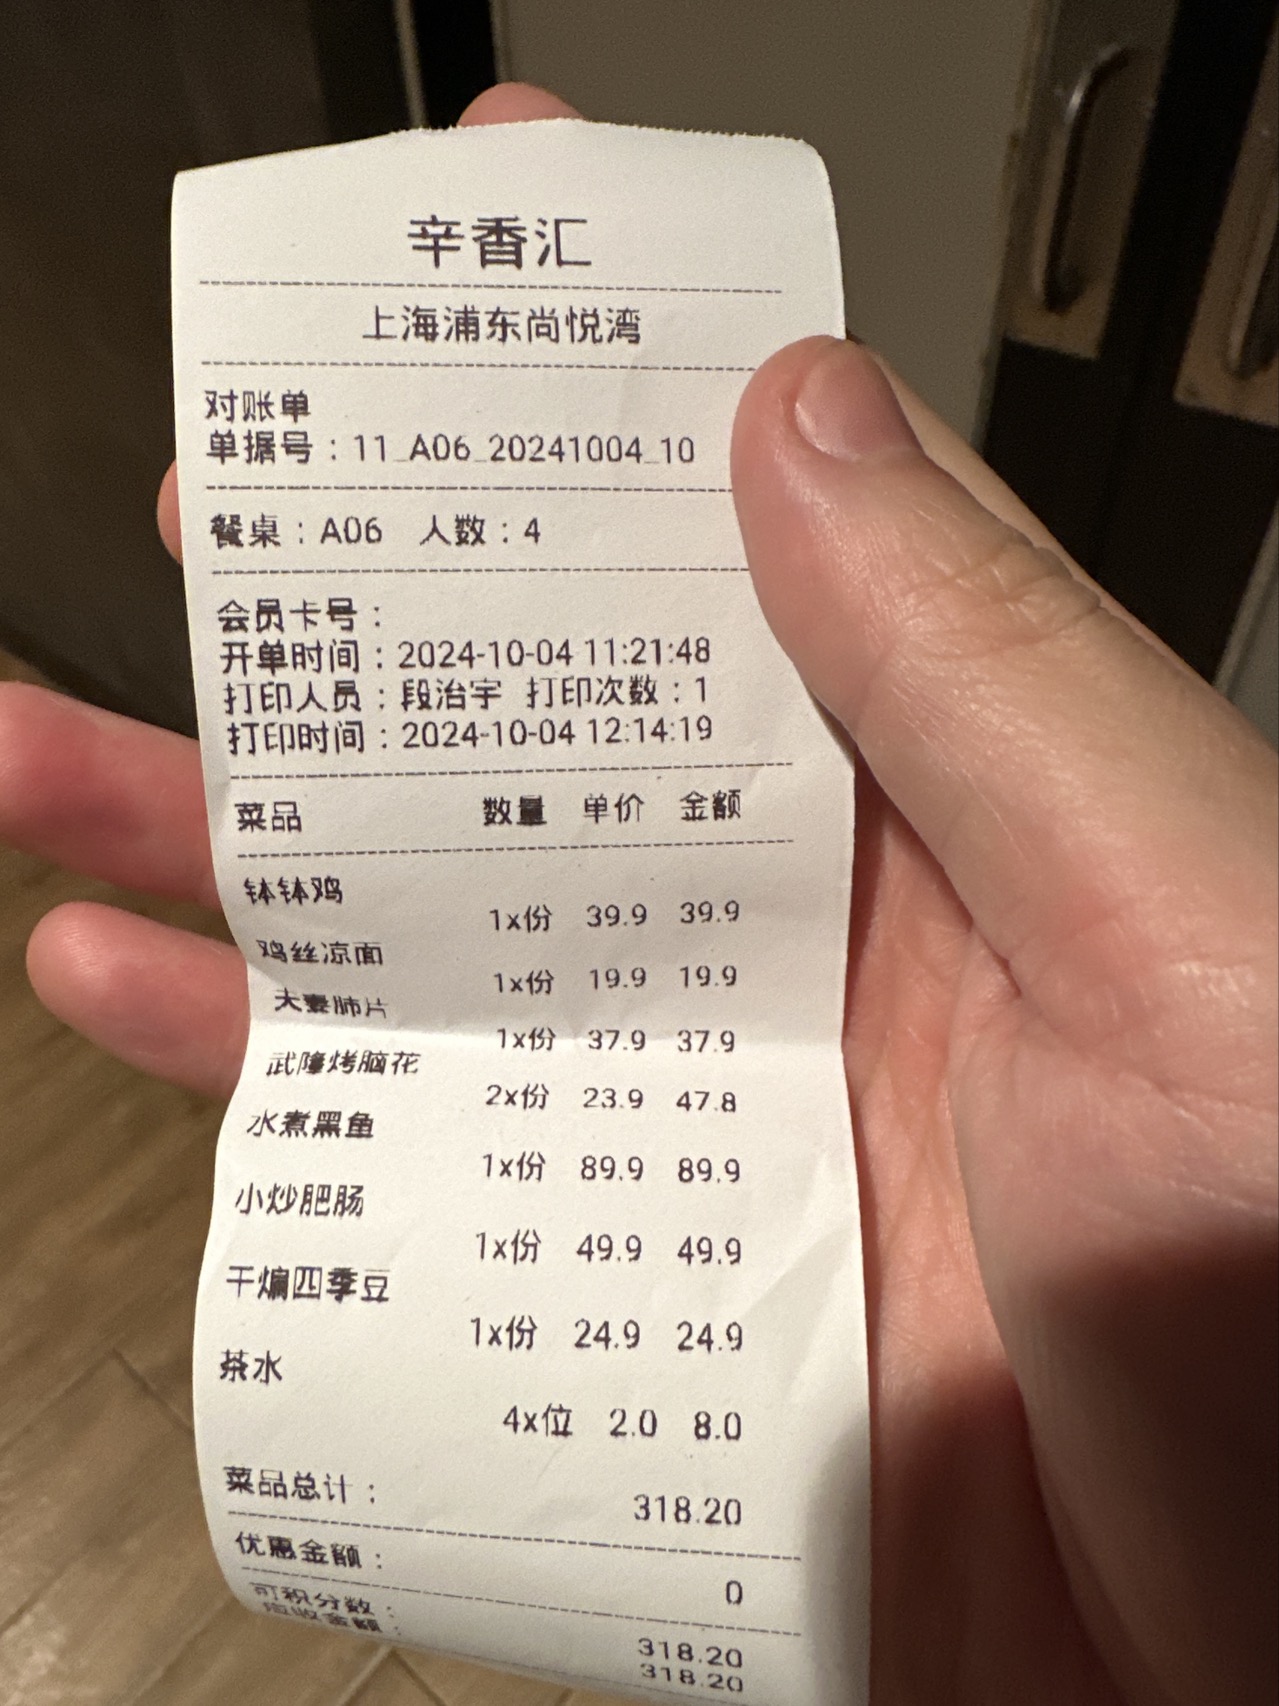 辛香汇
上海浦东尚悦湾
对账单
单据号：11_A06_20241004_10
餐桌：A06 人数：4
会员卡号：
开单时间：2024-10-04 11:21:48
打印人员：段治宇 打印次数：1
打印时间：2024-10-04 12:14:19
菜品 数量 单价 金额
钵钵鸡
1x份 39.9 39.9
鸡丝凉面
1x份 19.9 19.9
夫妻肺片
1x份 37.9 37.9
武隆烤脑花
2x份 23.9 47.8
水煮黑鱼
1x份 89.9 89.9
小炒肥肠
1x份 49.9 49.9
干煸四季豆
1x份 24.9 24.9
茶水
4x位 2.0 8.0
菜品总计： 318.20
优惠金额： 0
可积分数： 318.20
应收金额： 318.20